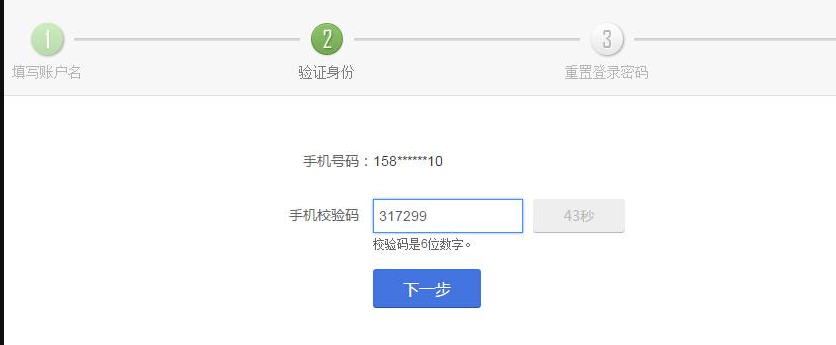 1 2 3
填写账户名 验证身份 重置登录密码
手机号码：158******10
手机校验码 317299 43秒
校验码是6位数字。
下一步